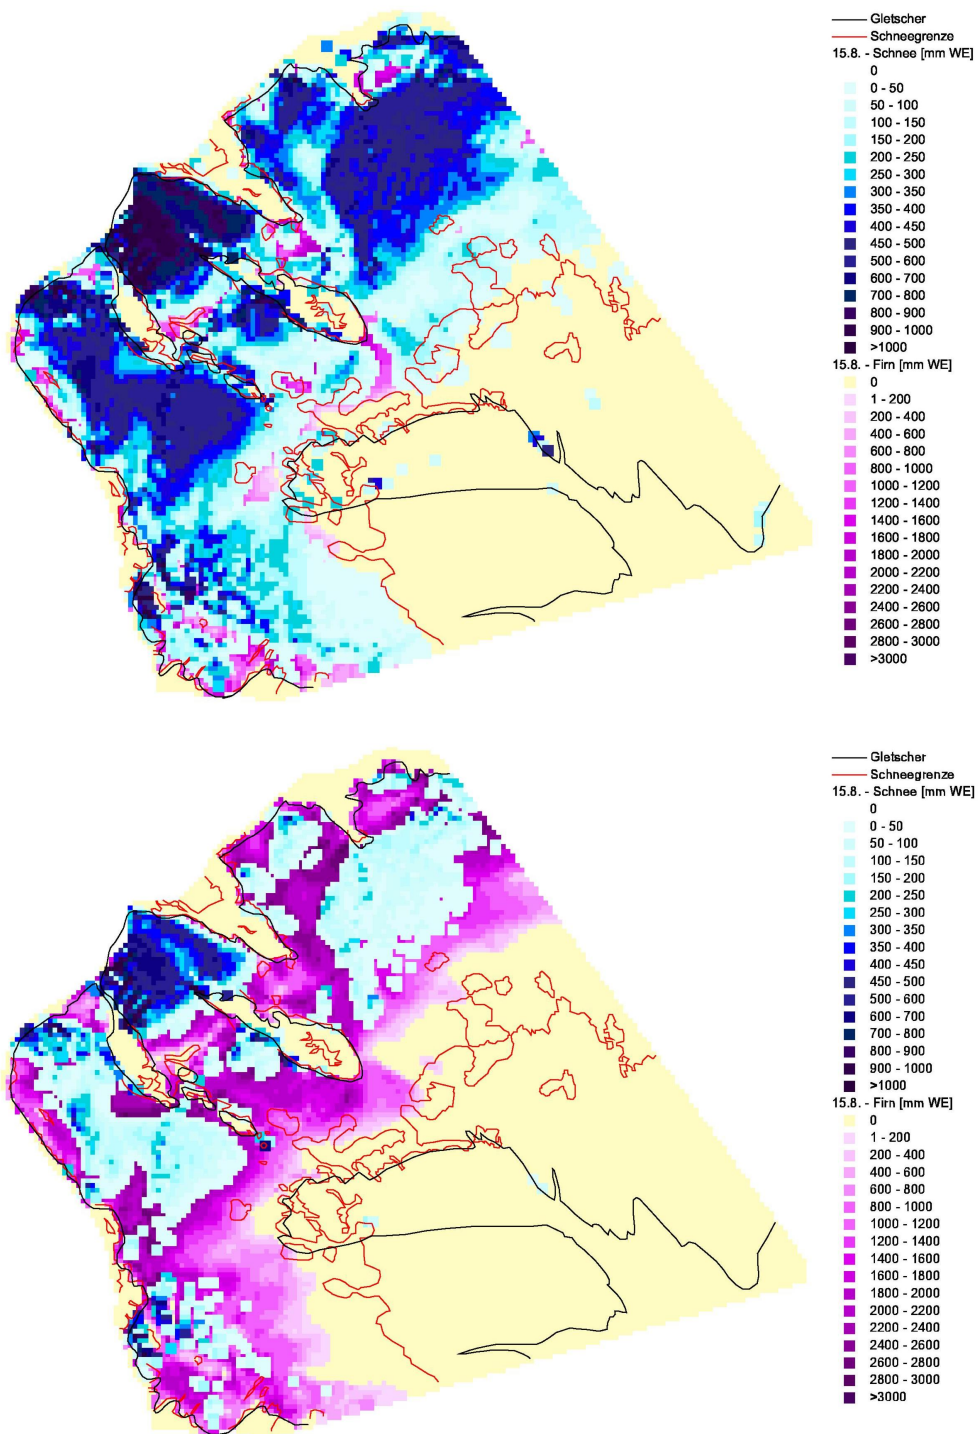 Gletscher
Schneegrenze
15.8. - Schnee [mm WE]
0
0 - 50
50 - 100
100 - 150
150 - 200
200 - 250
250 - 300
300 - 350
350 - 400
400 - 450
450 - 500
500 - 600
600 - 700
700 - 800
800 - 900
900 - 1000
>1000
15.8. - Firn [mm WE]
0
1 - 200
200 - 400
400 - 600
600 - 800
800 - 1000
1000 - 1200
1200 - 1400
1400 - 1600
1600 - 1800
1800 - 2000
2000 - 2200
2200 - 2400
2400 - 2600
2600 - 2800
2800 - 3000
>3000
Gletscher
Schneegrenze
15.8. - Schnee [mm WE]
0
0 - 50
50 - 100
100 - 150
150 - 200
200 - 250
250 - 300
300 - 350
350 - 400
400 - 450
450 - 500
500 - 600
600 - 700
700 - 800
800 - 900
900 - 1000
>1000
15.8. - Firn [mm WE]
0
1 - 200
200 - 400
400 - 600
600 - 800
800 - 1000
1000 - 1200
1200 - 1400
1400 - 1600
1600 - 1800
1800 - 2000
2000 - 2200
2200 - 2400
2400 - 2600
2600 - 2800
2800 - 3000
>3000